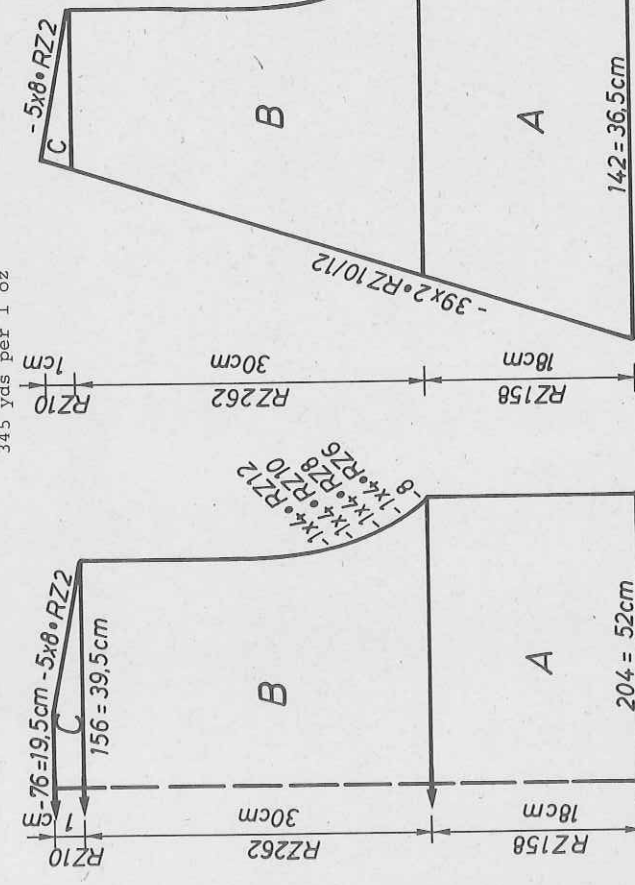 345 yds per 1 oz
-5x8•RZ2
C
B
A
142=36,5cm
-39x2•RZ10/12
1cm
RZ10
30cm
RZ262
18cm
RZ158
-76=19,5cm -5x8•RZ2
C
156=39,5cm
-1x4•RZ12
-1x4•RZ10
-1x4•RZ8
-1x4•RZ6
-8
B
A
204= 52cm
1 cm
RZ10
30cm
RZ262
18cm
RZ158